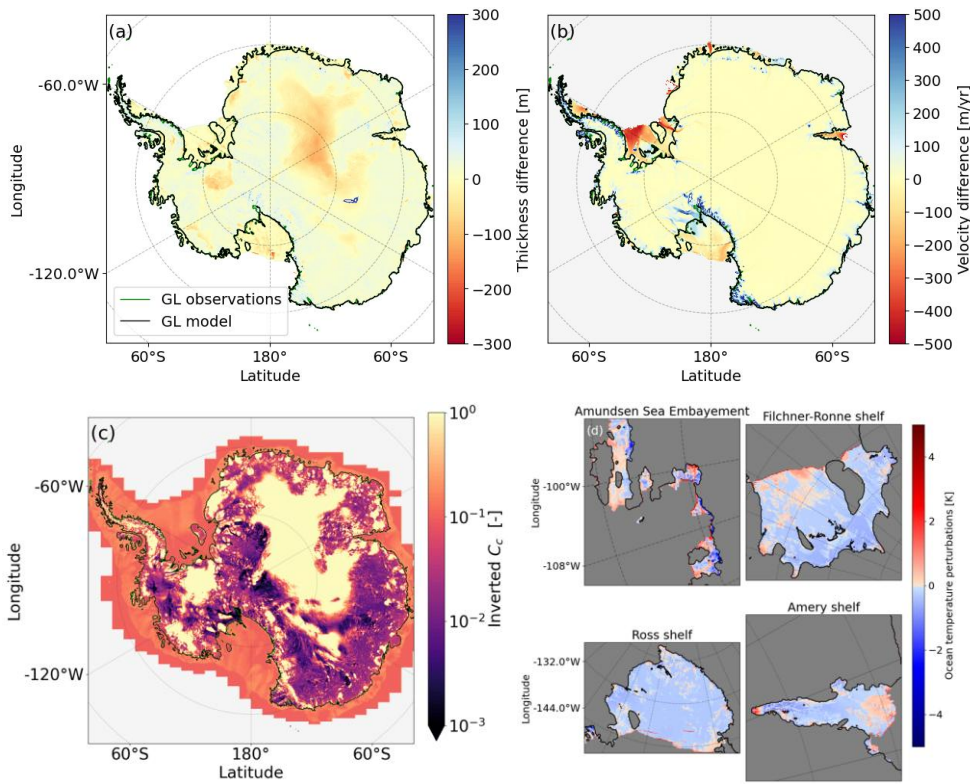 (a)
Longitude
−60.0°W
−120.0°W
GL observations
GL model
60°S
180°
60°S
Latitude
300
200
100
0
−100
−200
−300
Thickness difference [m]
(b)
60°S
180°
60°S
Latitude
500
400
300
200
100
0
−100
−200
−300
−400
−500
Velocity difference [m/yr]
(c)
Longitude
−60°W
−120°W
60°S
180°
60°S
Latitude
10⁰
10⁻¹
10⁻²
10⁻³
Inverted C_c [-]
Amundsen Sea Embayement
(d)
Longitude
−100°W
−108°W
Filchner-Ronne shelf
Ross shelf
Longitude
−132.0°W
−144.0°W
Amery shelf
4
2
0
−2
−4
Ocean temperature perturbations [K]